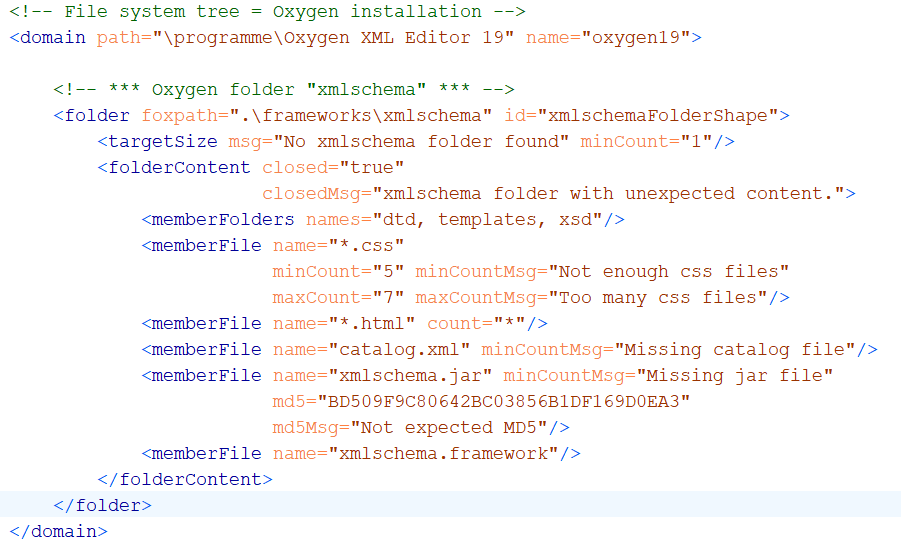 <!-- File system tree = Oxygen installation -->
<domain path="\programme\Oxygen XML Editor 19" name="oxygen19">
<!-- *** Oxygen folder "xmlschema" *** -->
<folder foxpath=".\frameworks\xmlschema" id="xmlschemaFolderShape">
<targetSize msg="No xmlschema folder found" minCount="1"/>
<folderContent closed="true"
closedMsg="xmlschema folder with unexpected content.">
<memberFolders names="dtd, templates, xsd"/>
<memberFile name="*.css"
minCount="5" minCountMsg="Not enough css files"
maxCount="7" maxCountMsg="Too many css files"/>
<memberFile name="*.html" count="*"/>
<memberFile name="catalog.xml" minCountMsg="Missing catalog file"/>
<memberFile name="xmlschema.jar" minCountMsg="Missing jar file"
md5="BD509F9C80642BC03856B1DF169D0EA3"
md5Msg="Not expected MD5"/>
<memberFile name="xmlschema.framework"/>
</folderContent>
</folder>
</domain>